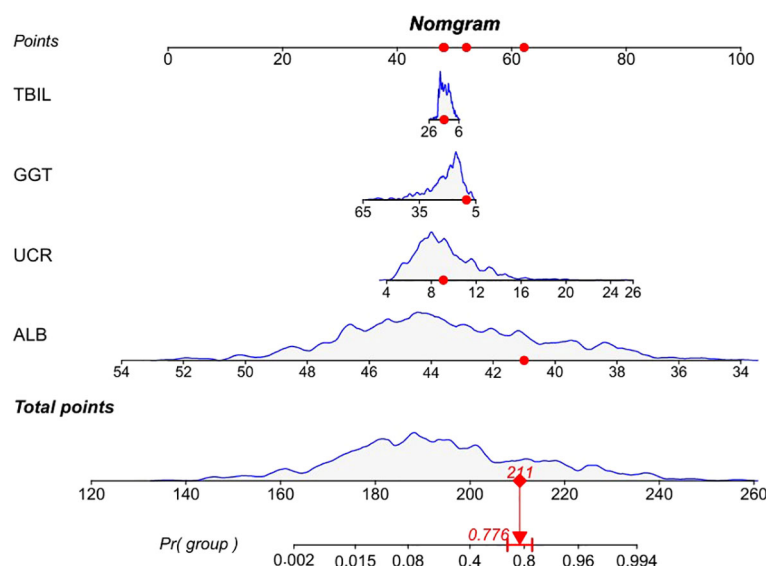 Nomgram
Points
0 20 40 60 80 100
TBIL
26 6
GGT
65 35 5
UCR
4 8 12 16 20 24 26
ALB
54 52 50 48 46 44 42 40 38 36 34
Total points
211
120 140 160 180 200 220 240 260
0.776
Pr( group )
0.002 0.015 0.08 0.4 0.8 0.96 0.994